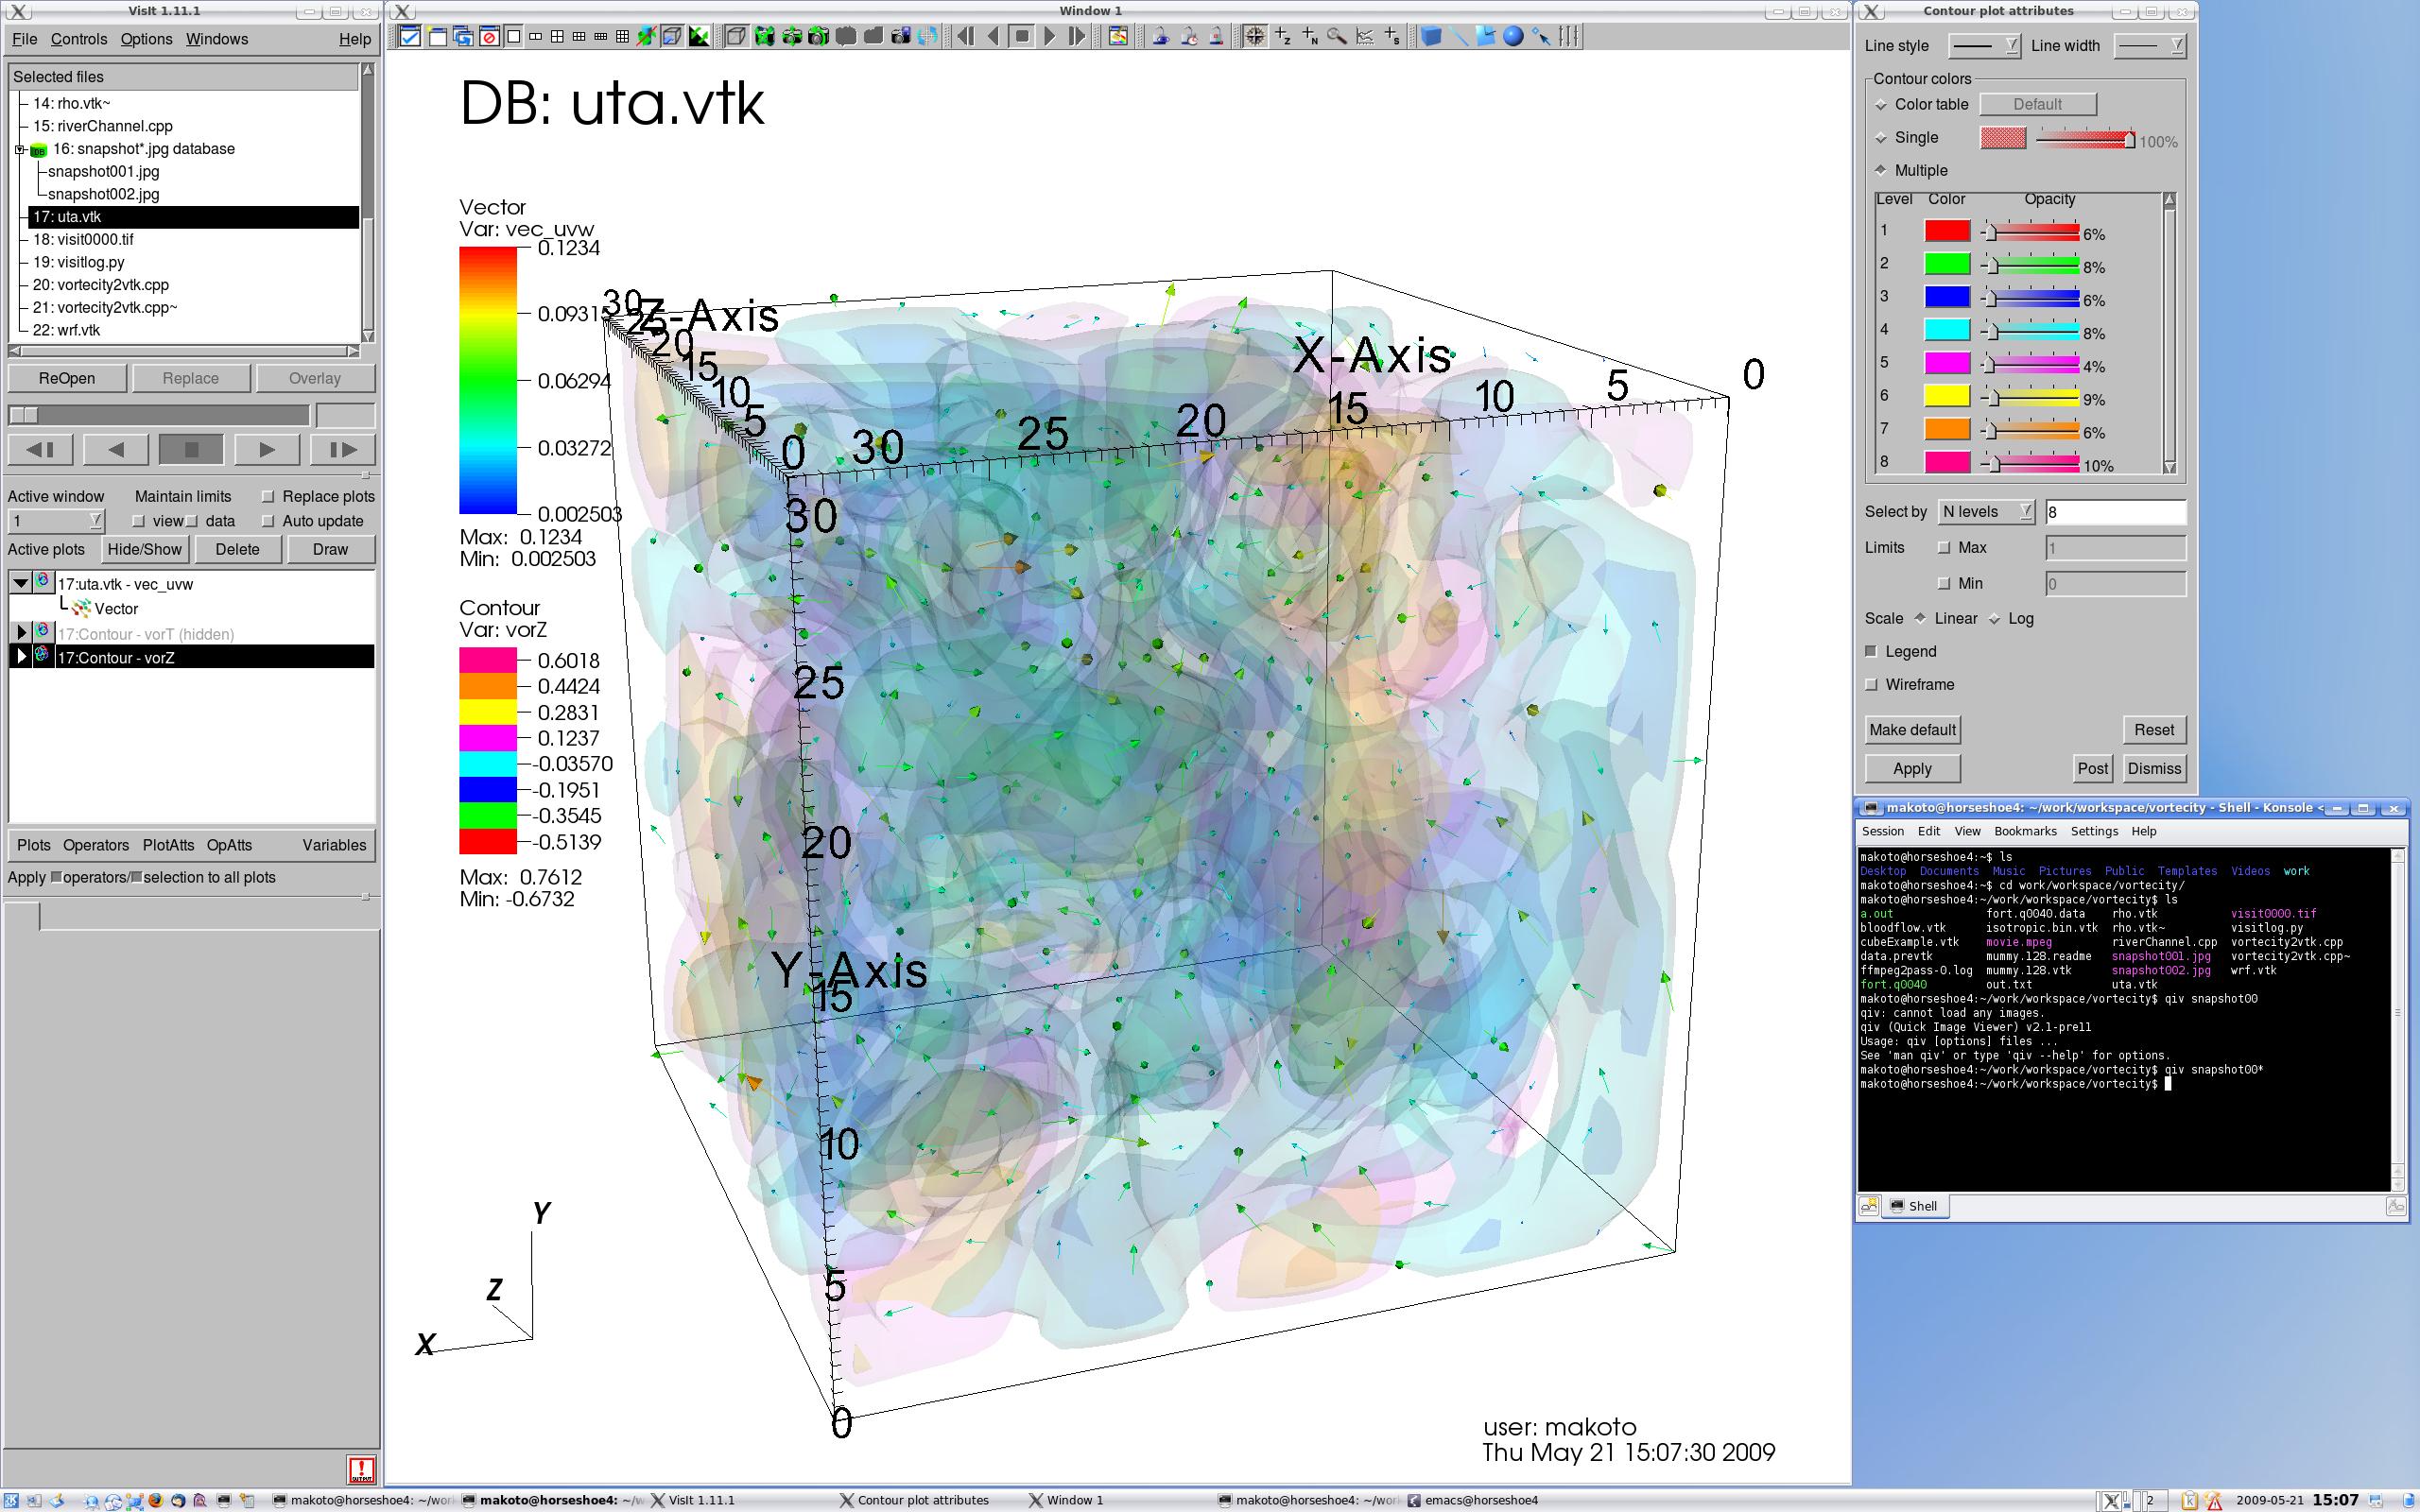 VisIt 1.11.1
File Controls Options Windows Help
Selected files
14: rho.vtk~
15: riverChannel.cpp
16: snapshot*.jpg database
snapshot001.jpg
snapshot002.jpg
17: uta.vtk
18: visit0000.tif
19: visitlog.py
20: vortecity2vtk.cpp
21: vortecity2vtk.cpp~
22: wrf.vtk
ReOpen Replace Overlay
Active window Maintain limits Replace plots
1 view data Auto update
Active plots Hide/Show Delete Draw
17:uta.vtk - vec_uvw
Vector
17:Contour - vorT (hidden)
17:Contour - vorZ
Plots Operators PlotAtts OpAtts Variables
Apply operators/ selection to all plots
Window 1
DB: uta.vtk
Vector
Var: vec_uvw
0.1234
0.0931
0.06294
0.03272
0.002503
Max: 0.1234
Min: 0.002503
Contour
Var: vorZ
0.6018
0.4424
0.2831
0.1237
-0.03570
-0.1951
-0.3545
-0.5139
Max: 0.7612
Min: -0.6732
Z-Axis
30
25
20
15
10
5
0
X-Axis
30 25 20 15 10 5 0
Y-Axis
30
25
20
15
10
5
0
Y
Z
X
user: makoto
Thu May 21 15:07:30 2009
Contour plot attributes
Line style Line width
Contour colors
Color table Default
Single 100%
Multiple
Level Color Opacity
1 6%
2 8%
3 6%
4 8%
5 4%
6 9%
7 6%
8 10%
Select by N levels 8
Limits Max 1
Min 0
Scale Linear Log
Legend
Wireframe
Make default Reset
Apply Post Dismiss
makoto@horseshoe4: ~/work/workspace/vortecity - Shell - Konsole <
Session Edit View Bookmarks Settings Help
makoto@horseshoe4:~$ ls
Desktop Documents Music Pictures Public Templates Videos work
makoto@horseshoe4:~$ cd work/workspace/vortecity/
makoto@horseshoe4:~/work/workspace/vortecity$ ls
a.out fort.q0040.data rho.vtk visit0000.tif
bloodflow.vtk isotropic.bin.vtk rho.vtk~ visitlog.py
cubeExample.vtk movie.mpeg riverChannel.cpp vortecity2vtk.cpp
data.prevtk mummy.128.readme snapshot001.jpg vortecity2vtk.cpp~
ffmpeg2pass-0.log mummy.128.vtk snapshot002.jpg wrf.vtk
fort.q0040 out.txt uta.vtk
makoto@horseshoe4:~/work/workspace/vortecity$ qiv snapshot00
qiv: cannot load any images.
qiv (Quick Image Viewer) v2.1-pre11
Usage: qiv [options] files ...
See 'man qiv' or type 'qiv --help' for options.
makoto@horseshoe4:~/work/workspace/vortecity$ qiv snapshot00*
makoto@horseshoe4:~/work/workspace/vortecity$
Shell
makoto@horseshoe4: ~/wor makoto@horseshoe4: ~/w VisIt 1.11.1 Contour plot attributes Window 1 makoto@horseshoe4: ~/wor emacs@horseshoe4 2 2009-05-21 15:07